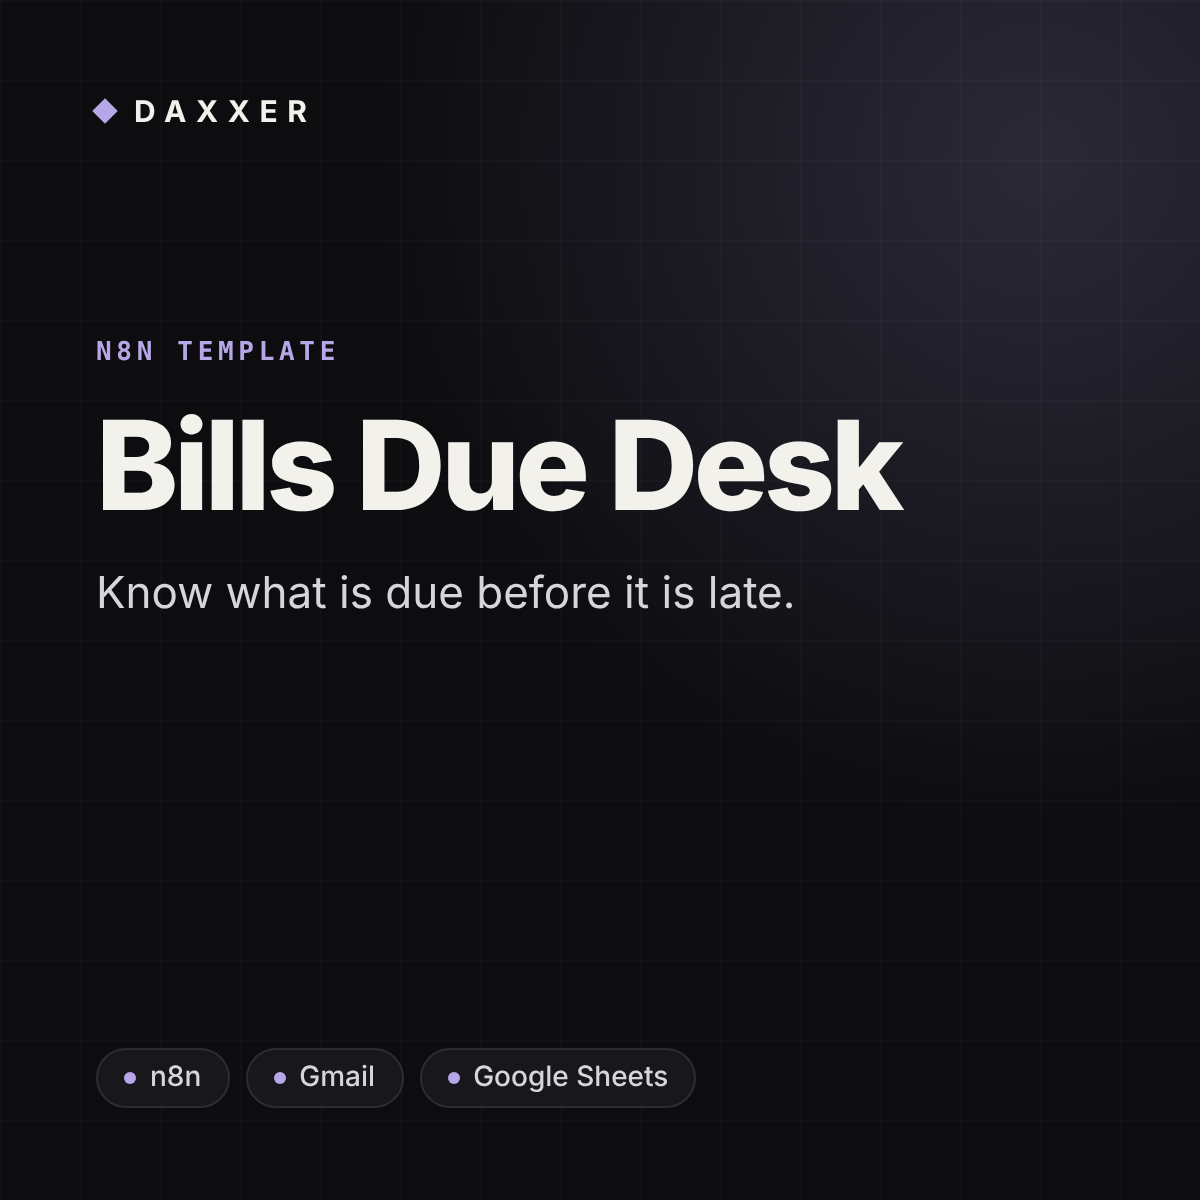 DAXXER
N8N TEMPLATE
Bills Due Desk
Know what is due before it is late.
n8n
Gmail
Google Sheets